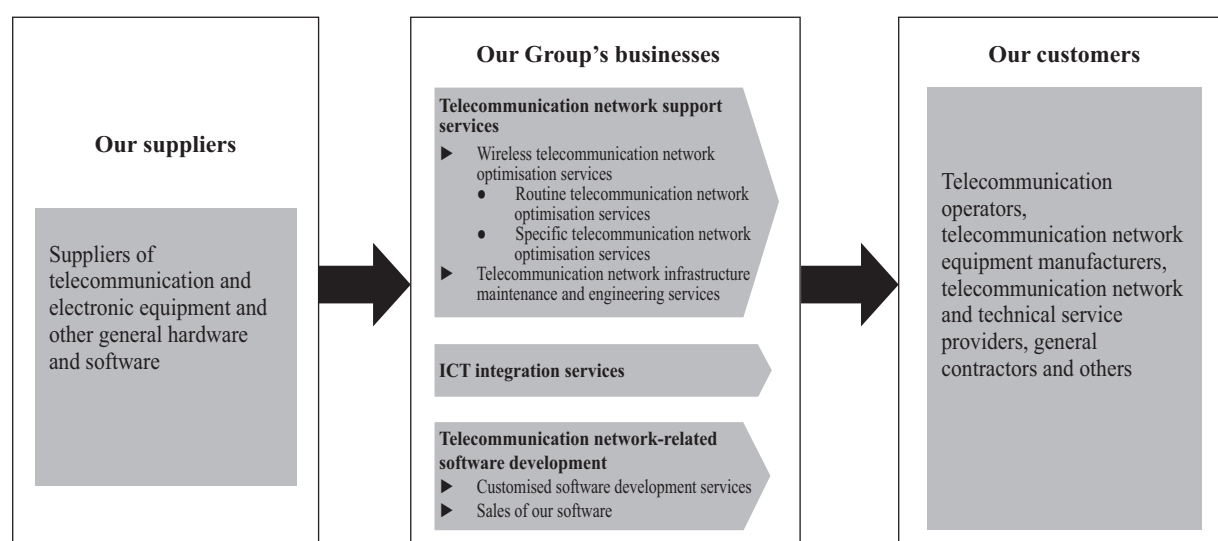 Our suppliers
Suppliers of
telecommunication and
electronic equipment and
other general hardware
and software
Our Group's businesses
Telecommunication network support
services
▶ Wireless telecommunication network
optimisation services
● Routine telecommunication network
optimisation services
● Specific telecommunication network
optimisation services
▶ Telecommunication network infrastructure
maintenance and engineering services
ICT integration services
Telecommunication network-related
software development
▶ Customised software development services
▶ Sales of our software
Our customers
Telecommunication
operators,
telecommunication network
equipment manufacturers,
telecommunication network
and technical service
providers, general
contractors and others